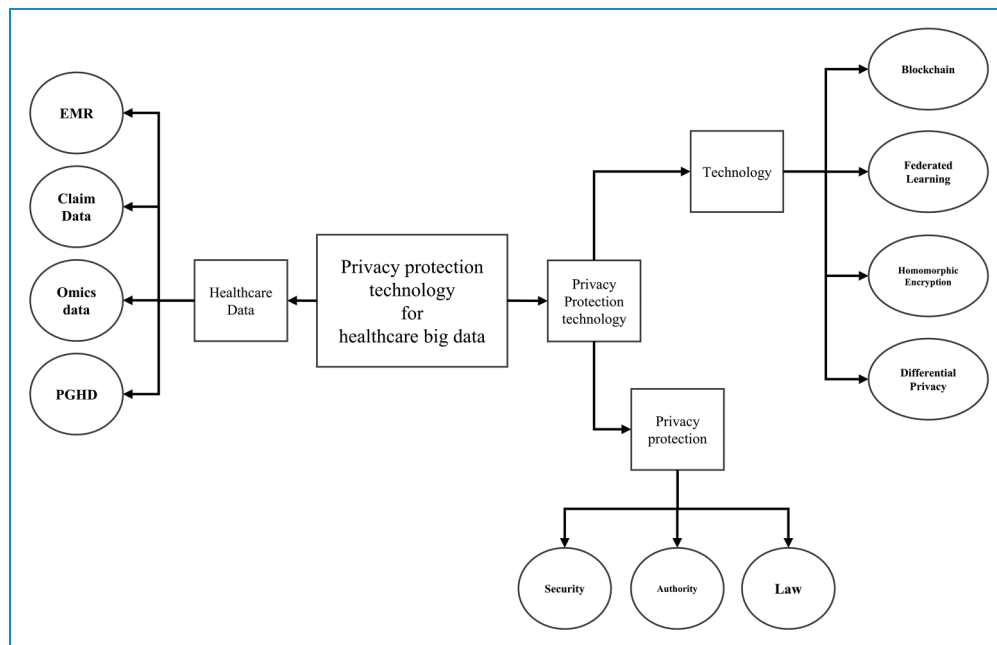 EMR
Claim
Data
Omics
data
PGHD
Healthcare
Data
Privacy protection
technology
for
healthcare big data
Privacy
Protection
technology
Technology
Blockchain
Federated
Learning
Homomorphic
Encryption
Differential
Privacy
Privacy
protection
Security
Authority
Law